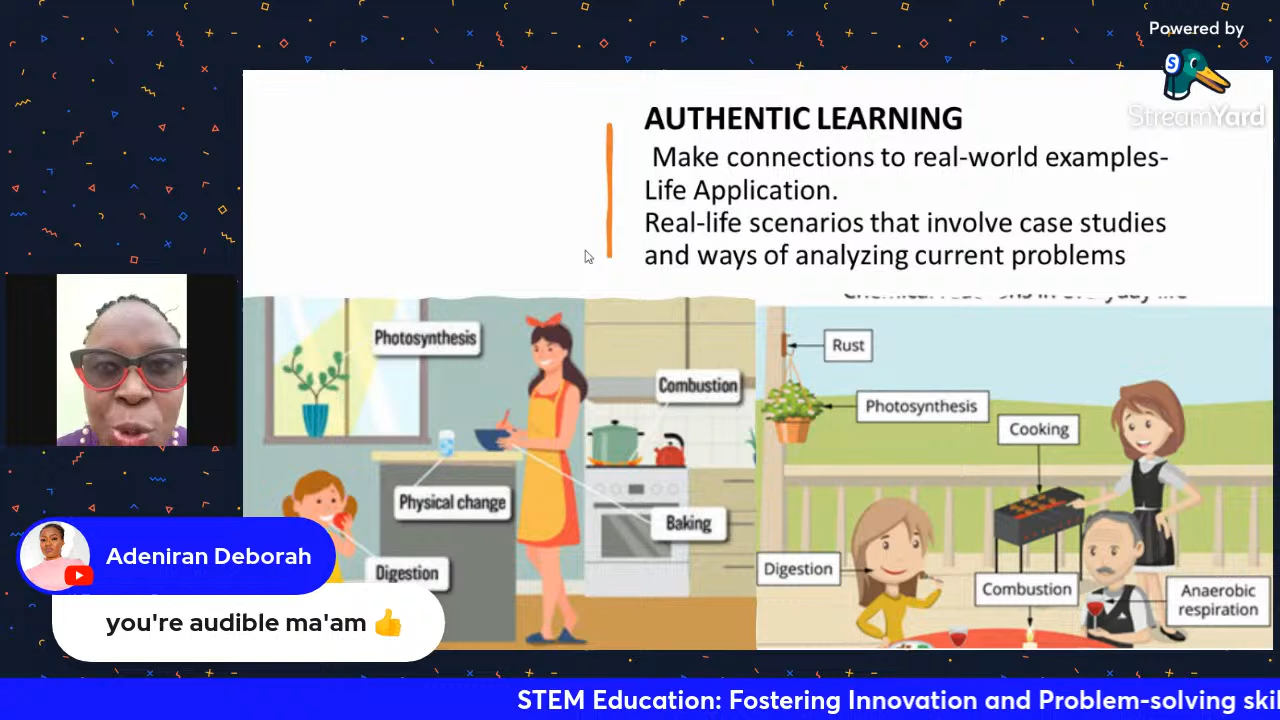 Powered by
StreamYard
AUTHENTIC LEARNING
Make connections to real-world examples-
Life Application.
Real-life scenarios that involve case studies
and ways of analyzing current problems
Photosynthesis
Combustion
Physical change
Baking
Digestion
Rust
Photosynthesis
Cooking
Digestion
Combustion
Anaerobic
respiration
Adeniran Deborah
you're audible ma'am 👍
STEM Education: Fostering Innovation and Problem-solving